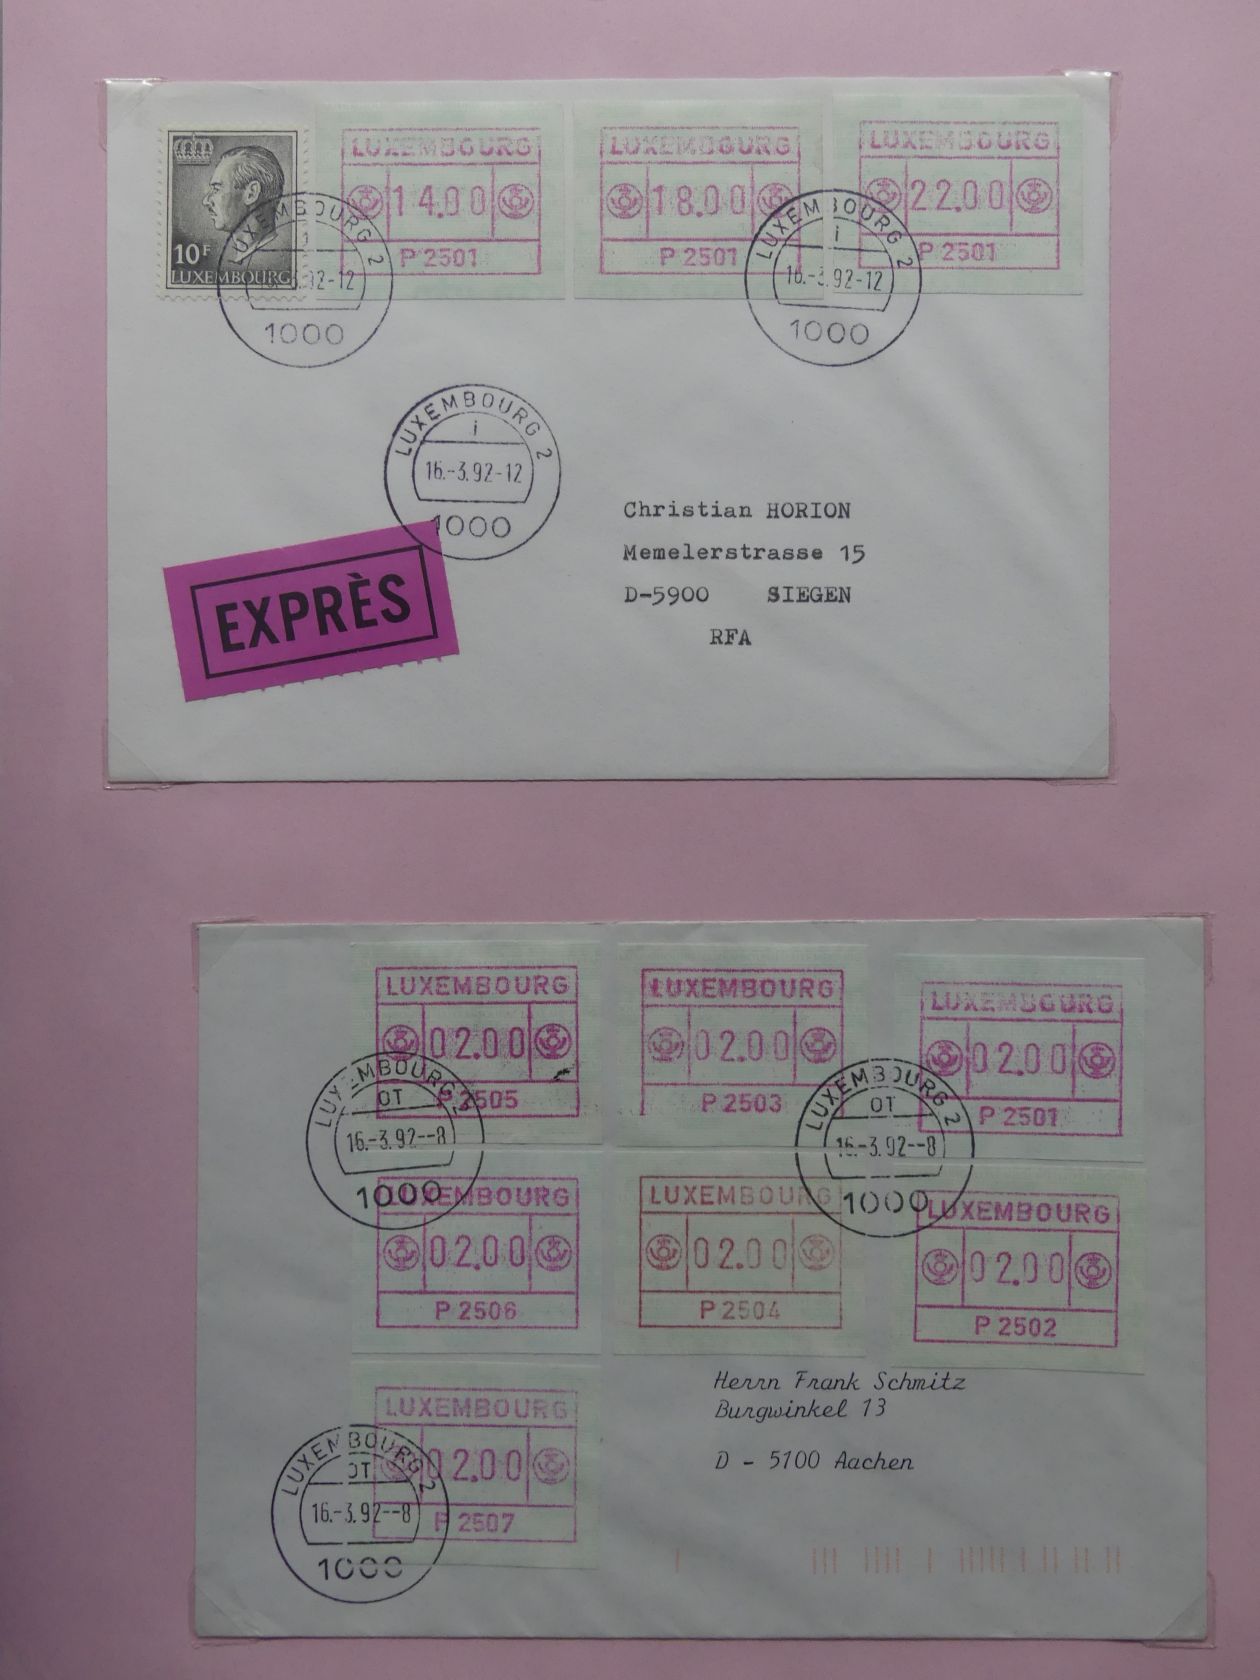 LUXEMBOURG LUXEMBOURG LUXEMBOURG
14.00 18.00 22.00
P 2501 P 2501 P 2501
10F
LUXEMBOURG
LUXEMBOURG 2
16.-3.92-12
1000
LUXEMBOURG 2
i
16.-3.92-12
1000
LUXEMBOURG 2
i
16.-3.92-12
1000
EXPRÈS
Christian HORION
Memelerstrasse 15
D-5900 SIEGEN
RFA
LUXEMBOURG LUXEMBOURG LUXEMBOURG
02.00 02.00 02.00
P 2505 P 2503 P 2501
LUXEMBOURG 2
OT
16.-3.92--8
1000
LUXEMBOURG 2
OT
16.-3.92--8
1000
LUXEMBOURG LUXEMBOURG LUXEMBOURG
02.00 02.00 02.00
P 2506 P 2504 P 2502
LUXEMBOURG
02.00
P 2507
LUXEMBOURG 2
OT
16.-3.92--8
1000
Herrn Frank Schmitz
Burgwinkel 13
D - 5100 Aachen